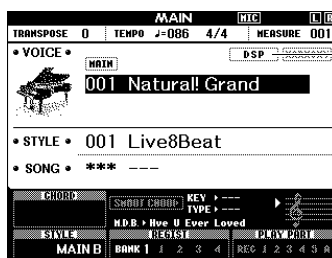 MAIN MIC L
TRANSPOSE 0 TEMPO ♩=086 4/4 MEASURE 001
• VOICE • DSP
MAIN
001 Natural! Grand
• STYLE • 001 Live8Beat
• SONG • *** ---
CHORD SMART CHORD KEY ▸ ---
TYPE ▸ ---
M.D.B. ▸ Hve U Ever Loved
STYLE REGIST PLAY PART
MAIN B BANK 1 1 2 3 4 REG 1 2 3 4 5 A